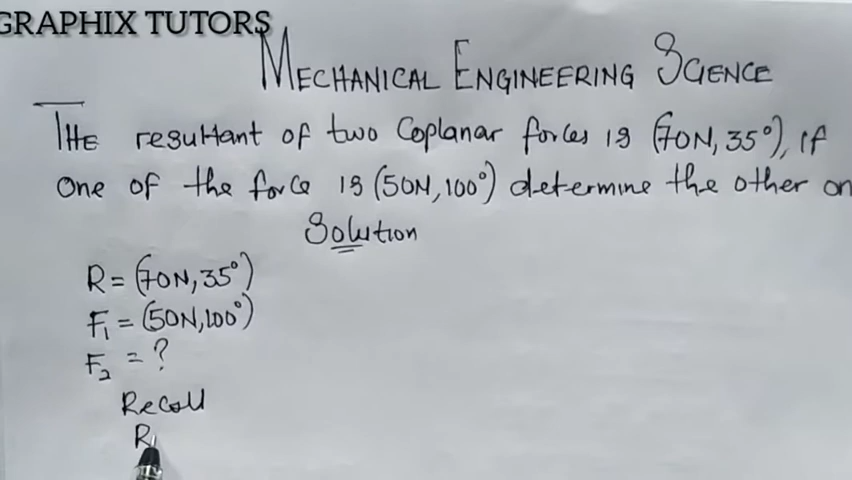 GRAPHIX TUTORS
MECHANICAL ENGINEERING SCIENCE
THE resultant of two Coplanar forces is (70N, 35°), if
one of the force is (50N, 100°) determine the other on
Solution
R = (70N, 35°)
F₁ = (50N, 100°)
F₂ = ?
Recall
R